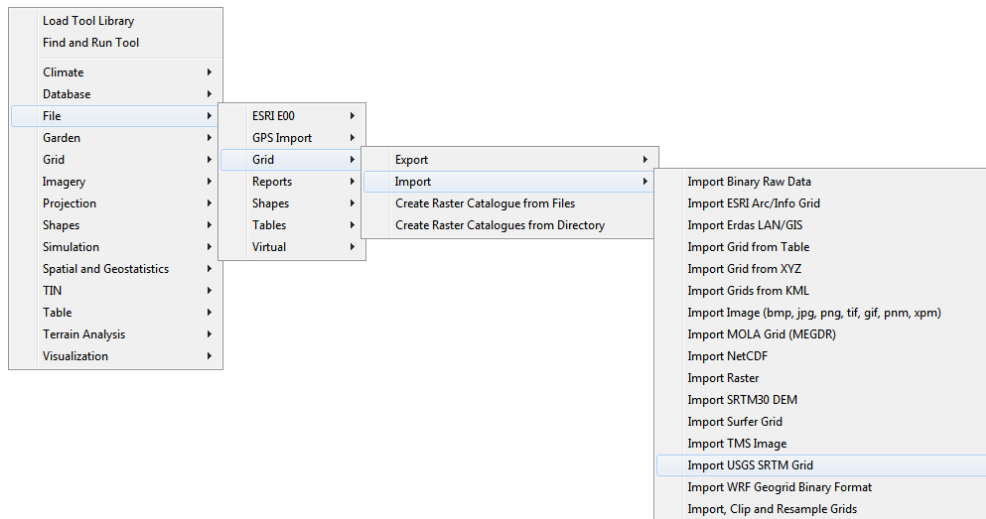 Load Tool Library
Find and Run Tool
Climate
Database
File
Garden
Grid
Imagery
Projection
Shapes
Simulation
Spatial and Geostatistics
TIN
Table
Terrain Analysis
Visualization
ESRI E00
GPS Import
Grid
Reports
Shapes
Tables
Virtual
Export
Import
Create Raster Catalogue from Files
Create Raster Catalogues from Directory
Import Binary Raw Data
Import ESRI Arc/Info Grid
Import Erdas LAN/GIS
Import Grid from Table
Import Grid from XYZ
Import Grids from KML
Import Image (bmp, jpg, png, tif, gif, pnm, xpm)
Import MOLA Grid (MEGDR)
Import NetCDF
Import Raster
Import SRTM30 DEM
Import Surfer Grid
Import TMS Image
Import USGS SRTM Grid
Import WRF Geogrid Binary Format
Import, Clip and Resample Grids